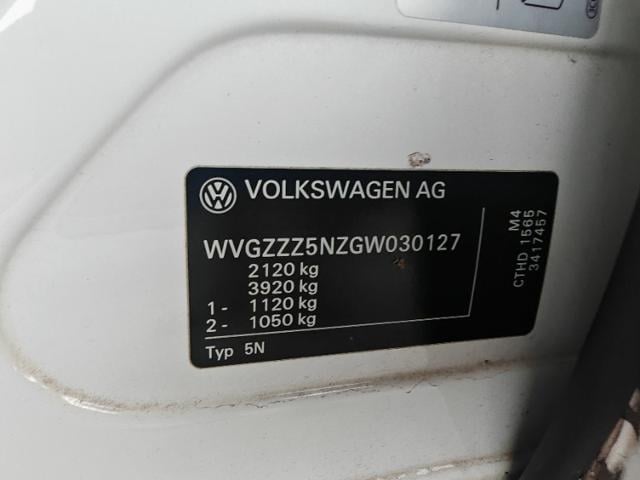 VOLKSWAGEN AG
WVGZZZ5NZGW030127
2120 kg
3920 kg
1- 1120 kg
2- 1050 kg
Typ 5N
M4
CTHD 1565
3417457